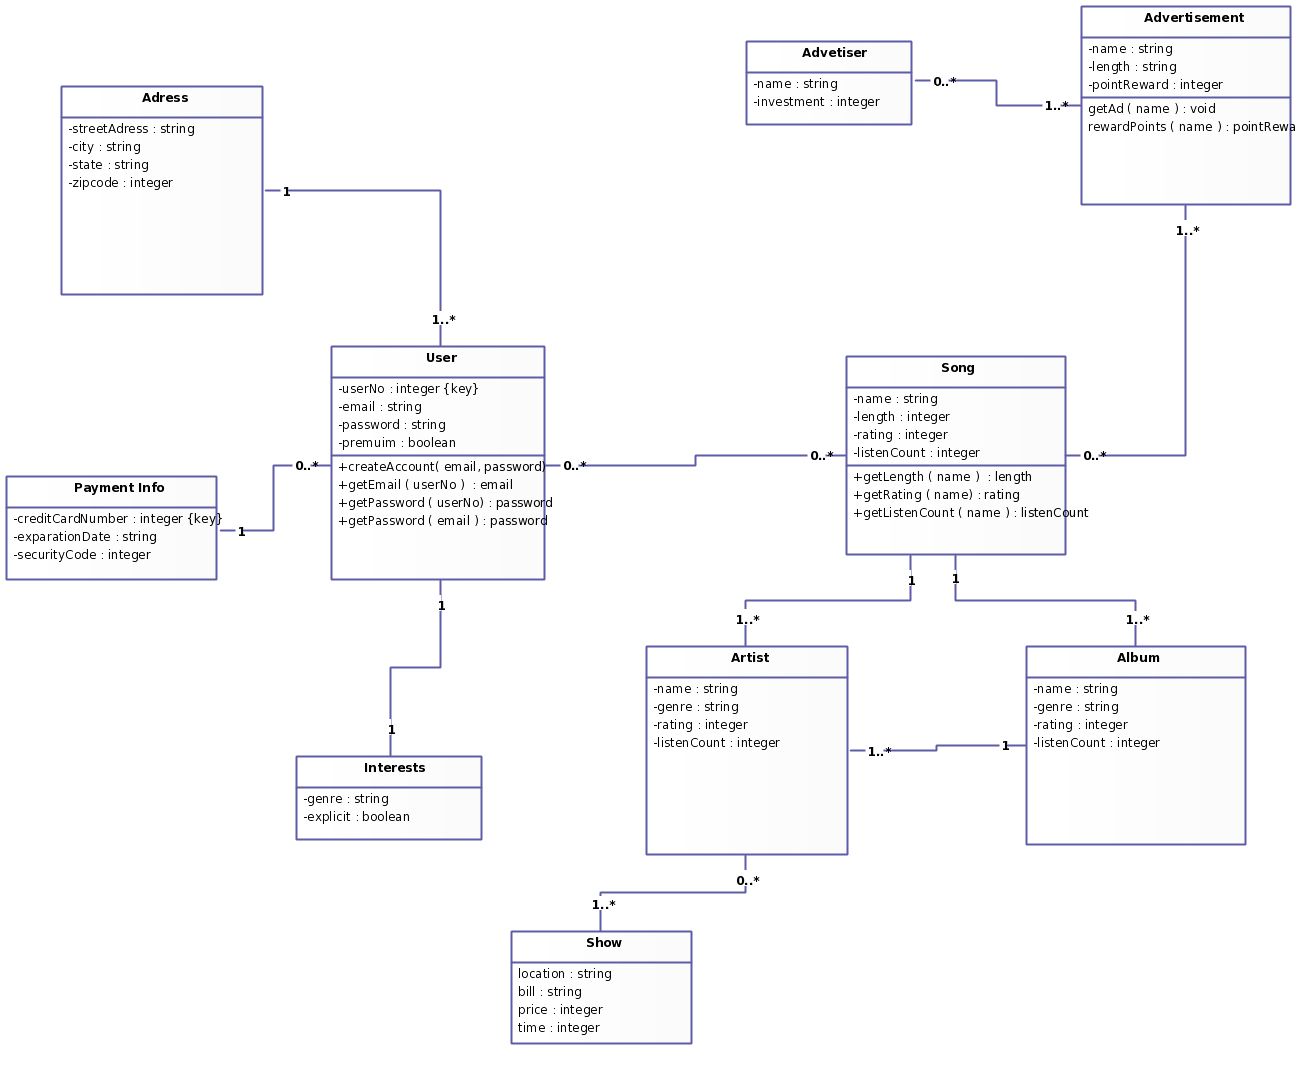 Advertisement
-name : string
-length : string
-pointReward : integer
getAd ( name ) : void
rewardPoints ( name ) : pointRewa
1..*
Advetiser
-name : string
-investment : integer
0..*
1..*
Adress
-streetAdress : string
-city : string
-state : string
-zipcode : integer
1
1..*
User
-userNo : integer {key}
-email : string
-password : string
-premuim : boolean
+createAccount( email, password)
+getEmail ( userNo ) : email
+getPassword ( userNo) : password
+getPassword ( email ) : password
0..*
0..*
1
Song
-name : string
-length : integer
-rating : integer
-listenCount : integer
+getLength ( name ) : length
+getRating ( name) : rating
+getListenCount ( name ) : listenCount
0..*
0..*
1
1
Payment Info
-creditCardNumber : integer {key}
-exparationDate : string
-securityCode : integer
1
1
Interests
-genre : string
-explicit : boolean
1..*
Artist
-name : string
-genre : string
-rating : integer
-listenCount : integer
1..*
0..*
1..*
Album
-name : string
-genre : string
-rating : integer
-listenCount : integer
1
1..*
Show
location : string
bill : string
price : integer
time : integer